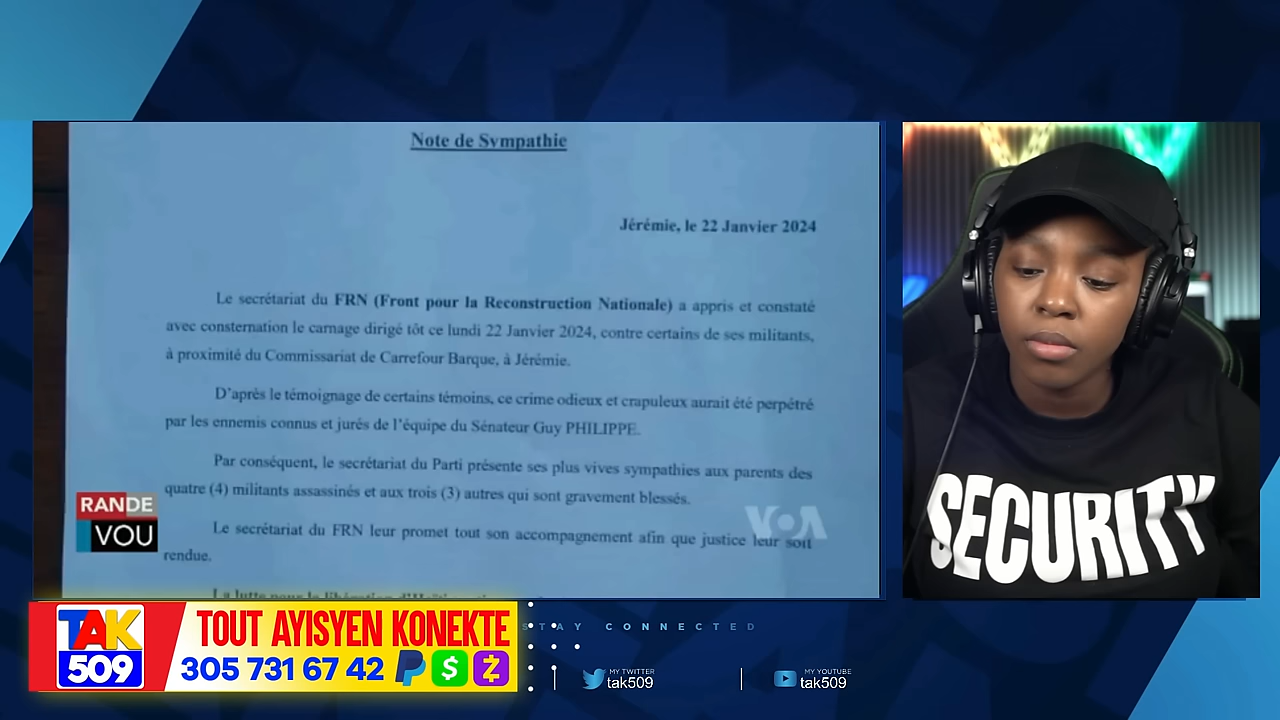 Note de Sympathie
Jérémie, le 22 Janvier 2024
Le secrétariat du FRN (Front pour la Reconstruction Nationale) a appris et constaté
avec consternation le carnage dirigé tôt ce lundi 22 Janvier 2024, contre certains de ses militants,
à proximité du Commissariat de Carrefour Barque, à Jérémie.
D'après le témoignage de certains témoins, ce crime odieux et crapuleux aurait été perpétré
par les ennemis connus et jurés de l'équipe du Sénateur Guy PHILIPPE.
Par conséquent, le secrétariat du Parti présente ses plus vives sympathies aux parents des
quatre (4) militants assassinés et aux trois (3) autres qui sont gravement blessés.
Le secrétariat du FRN leur promet tout son accompagnement afin que justice leur soit
rendue.
La lutte pour la libération d'Haïti
RANDE
VOU
VOA
SECURITY
TAK
509
TOUT AYISYEN KONEKTE
305 731 67 42
STAY CONNECTED
MY TWITTER
tak509
MY YOUTUBE
tak509